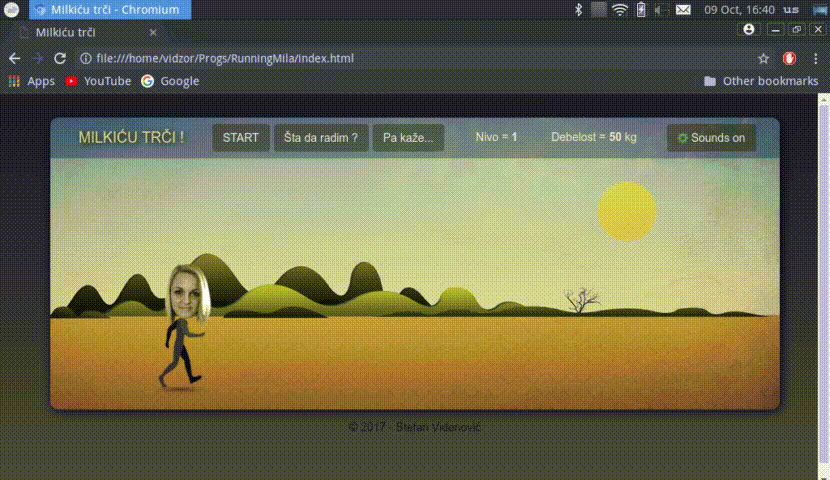 Milkiću trči - Chromium
09 Oct, 16:40 us
Milkiću trči
file:///home/vidzor/Progs/RunningMila/index.html
Apps YouTube Google Other bookmarks
MILKIĆU TRČI ! START Šta da radim ? Pa kaže... Nivo = 1 Debelost = 50 kg Sounds on
© 2017 - Stefan Videnović